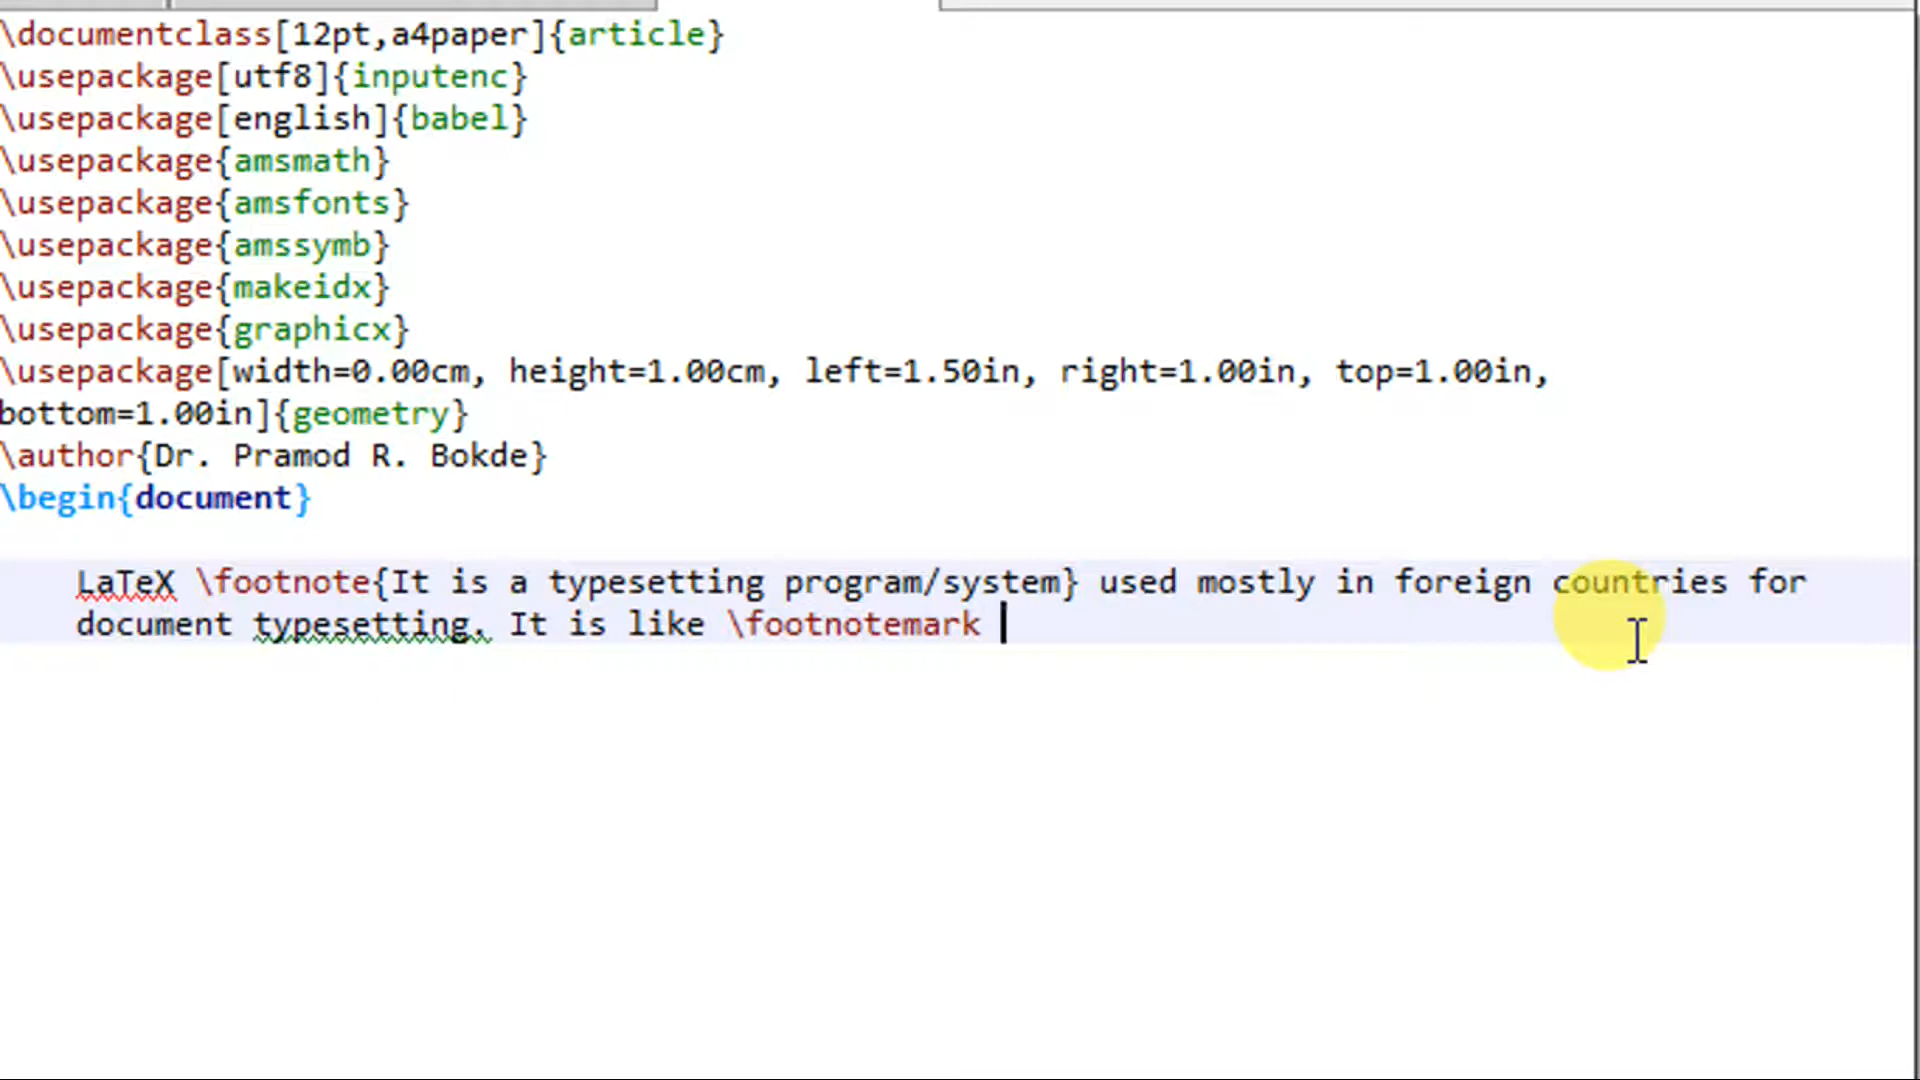 \documentclass[12pt,a4paper]{article}
\usepackage[utf8]{inputenc}
\usepackage[english]{babel}
\usepackage{amsmath}
\usepackage{amsfonts}
\usepackage{amssymb}
\usepackage{makeidx}
\usepackage{graphicx}
\usepackage[width=0.00cm, height=1.00cm, left=1.50in, right=1.00in, top=1.00in,
bottom=1.00in]{geometry}
\author{Dr. Pramod R. Bokde}
\begin{document}
LaTeX \footnote{It is a typesetting program/system} used mostly in foreign countries for
document typesetting. It is like \footnotemark